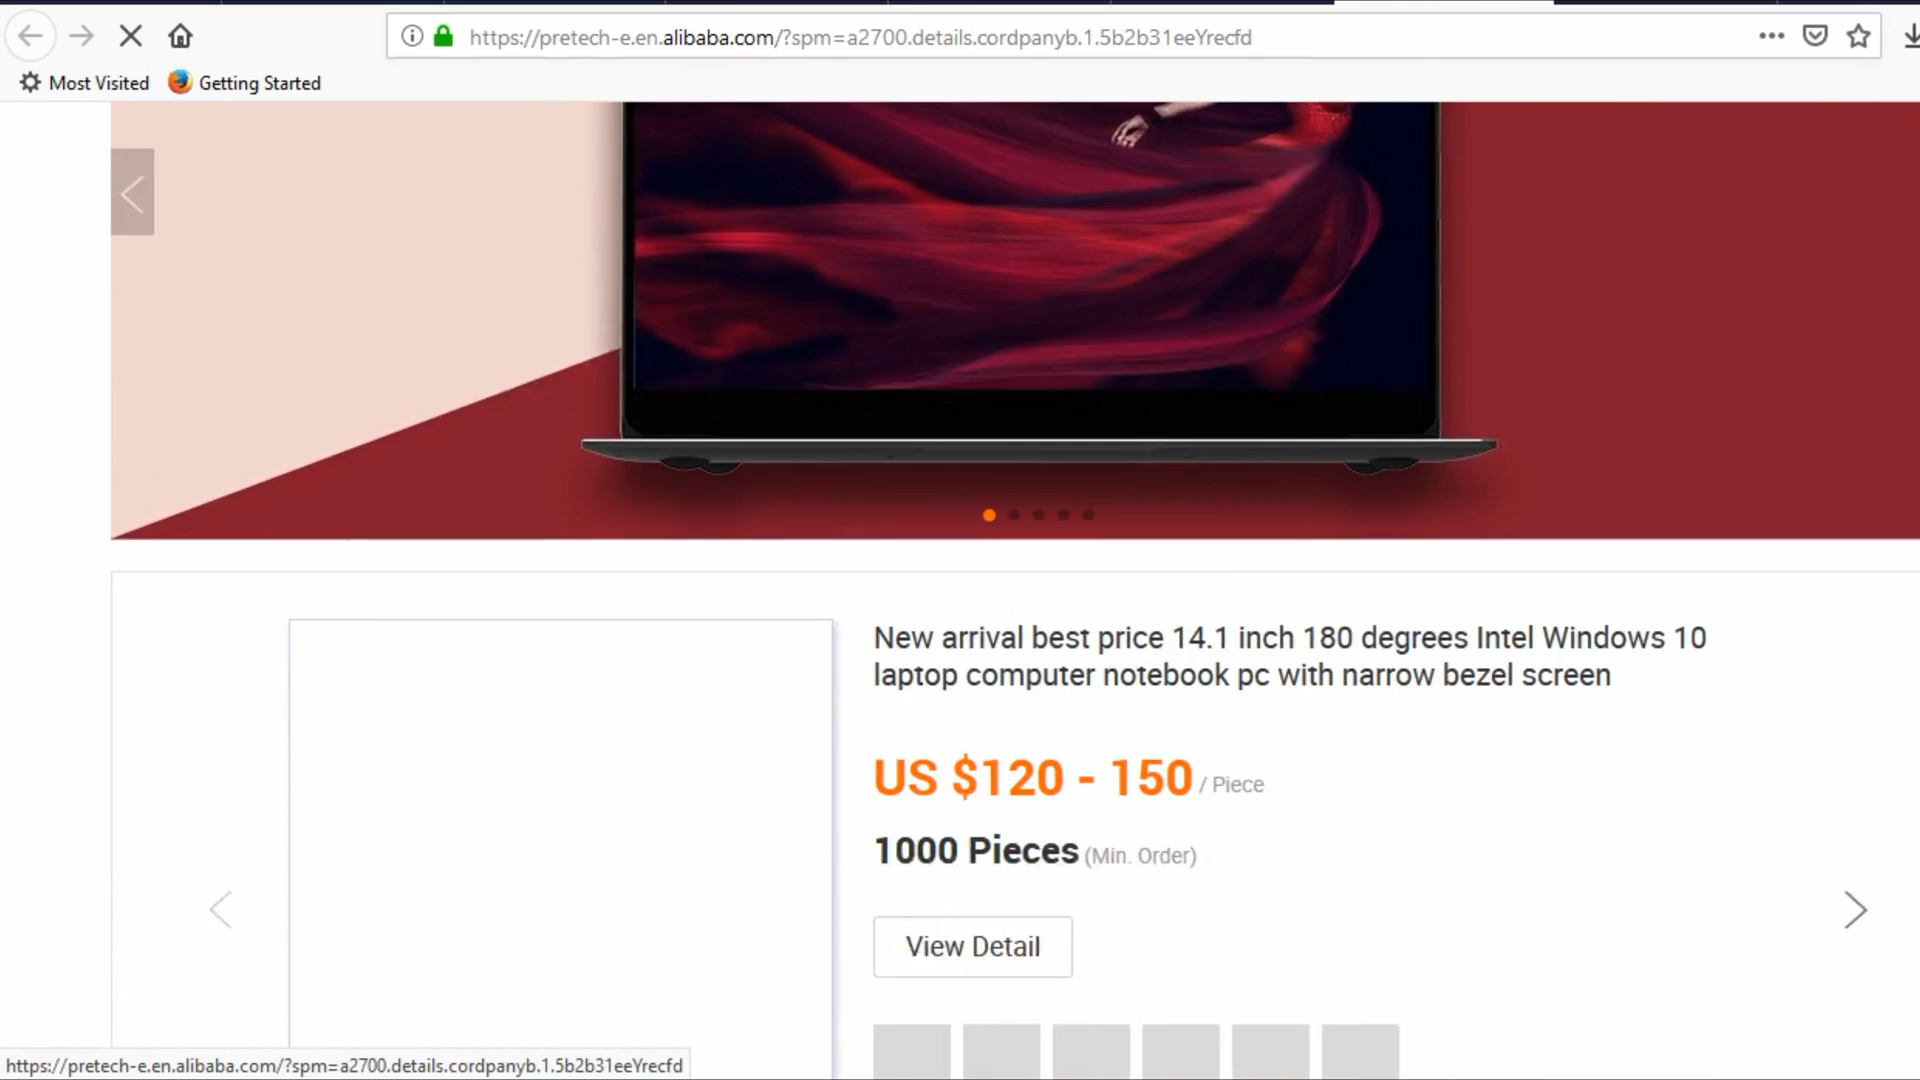 https://pretech-e.en.alibaba.com/?spm=a2700.details.cordpanyb.1.5b2b31eeYrecfd
Most Visited
Getting Started
New arrival best price 14.1 inch 180 degrees Intel Windows 10
laptop computer notebook pc with narrow bezel screen
US $120 - 150 / Piece
1000 Pieces (Min. Order)
View Detail
https://pretech-e.en.alibaba.com/?spm=a2700.details.cordpanyb.1.5b2b31eeYrecfd